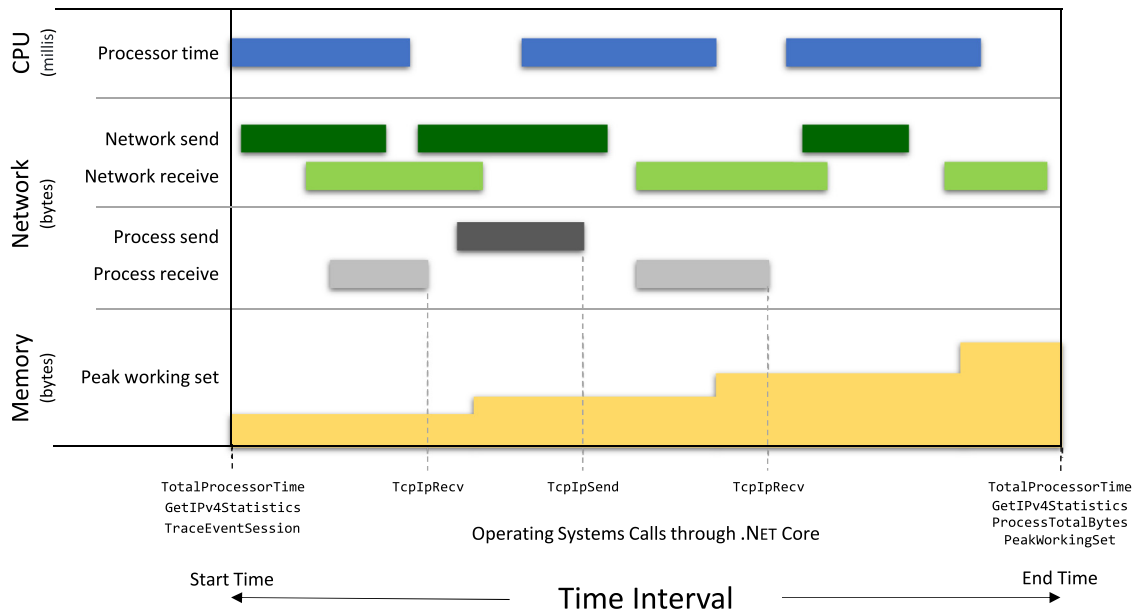 CPU
(millis)
Processor time
Network
(bytes)
Network send
Network receive
Process send
Process receive
Memory
(bytes)
Peak working set
TotalProcessorTime
GetIPv4Statistics
TraceEventSession
TcpIpRecv
TcpIpSend
TcpIpRecv
TotalProcessorTime
GetIPv4Statistics
ProcessTotalBytes
PeakWorkingSet
Operating Systems Calls through .NET Core
Start Time
End Time
Time Interval